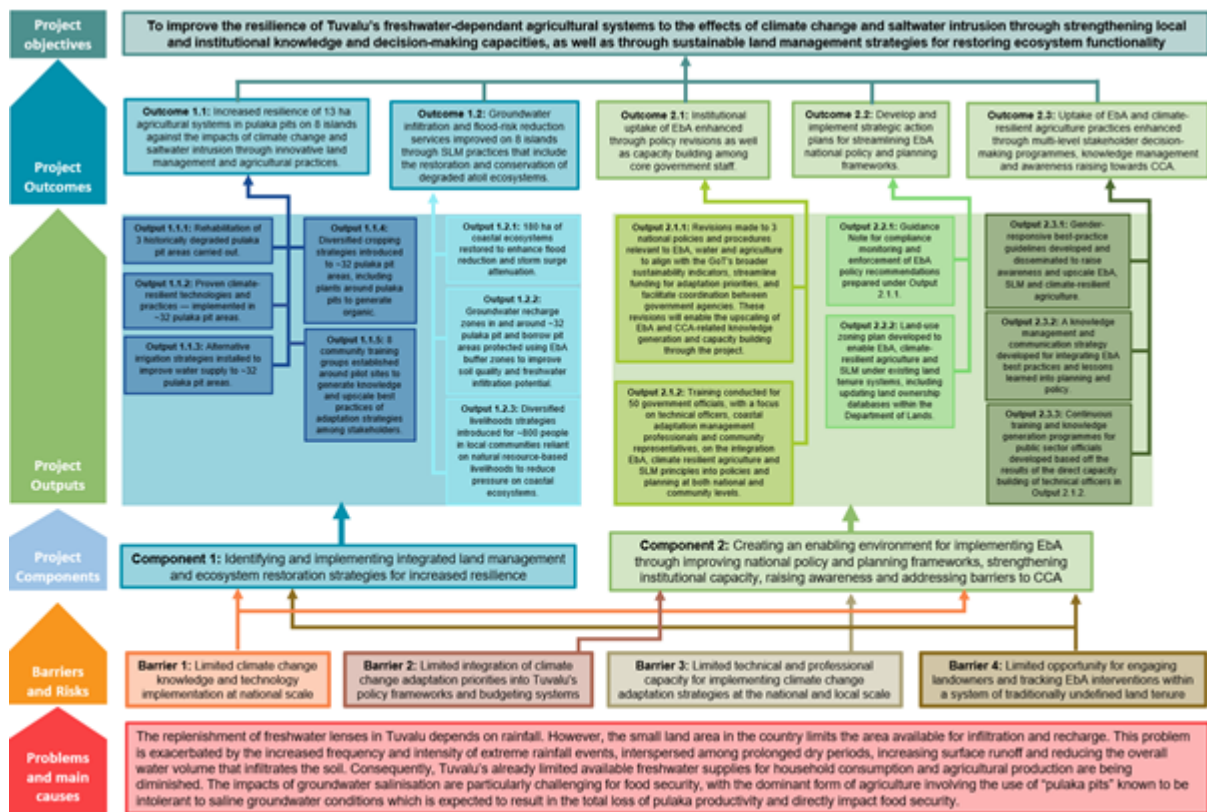 Project
objectives
To improve the resilience of Tuvalu's freshwater-dependant agricultural systems to the effects of climate change and saltwater intrusion through strengthening local
and institutional knowledge and decision-making capacities, as well as through sustainable land management strategies for restoring ecosystem functionality
Project
Outcomes
Outcome 1.1: Increased resilience of 13 ha
agricultural systems in pulaka pits on 8 islands
against the impacts of climate change and
saltwater intrusion through innovative land
management and agricultural practices.
Outcome 1.2: Groundwater
infiltration and flood-risk reduction
services improved on 8 islands
through SLM practices that include
the restoration and conservation of
degraded atoll ecosystems.
Outcome 2.1: Institutional
uptake of EbA enhanced
through policy revisions as well
as capacity building among
core government staff.
Outcome 2.2: Develop and
implement strategic action
plans for streamlining EbA
national policy and planning
frameworks.
Outcome 2.3: Uptake of EbA and climate-
resilient agriculture practices enhanced
through multi-level stakeholder decision-
making programmes, knowledge management
and awareness raising towards CCA.
Project
Outputs
Output 1.1.1: Rehabilitation of
3 historically degraded pulaka
pit areas carried out.
Output 1.1.2: Proven climate-
resilient technologies and
practices — implemented in
~32 pulaka pit areas.
Output 1.1.3: Alternative
irrigation strategies installed to
improve water supply to ~32
pulaka pit areas.
Output 1.1.4:
Diversified cropping
strategies introduced
to ~32 pulaka pit
areas, including
plants around pulaka
pits to generate
organic.
Output 1.1.5: 8
community training
groups established
around pilot sites to
generate knowledge
and upscale best
practices of
adaptation strategies
among stakeholders.
Output 1.2.1: 180 ha of
coastal ecosystems
restored to enhance flood
reduction and storm surge
attenuation.
Output 1.2.2:
Groundwater recharge
zones in and around ~32
pulaka pit and borrow pit
areas protected using EbA
buffer zones to improve
soil quality and freshwater
infiltration potential.
Output 1.2.3: Diversified
livelihoods strategies
introduced for ~800 people
in local communities reliant
on natural resource-based
livelihoods to reduce
pressure on coastal
ecosystems.
Output 2.1.1: Revisions made to 3
national policies and procedures
relevant to EbA, water and agriculture
to align with the GoT's broader
sustainability indicators, streamline
funding for adaptation priorities, and
facilitate coordination between
government agencies. These
revisions will enable the upscaling of
EbA and CCA-related knowledge
generation and capacity building
through the project.
Output 2.1.2: Training conducted for
50 government officials, with a focus
on technical officers, coastal
adaptation management
professionals and community
representatives, on the integration EbA,
climate resilient agriculture and
SLM principles into policies and
planning at both national and
community levels.
Output 2.2.1: Guidance
Note for compliance
monitoring and
enforcement of EbA
policy recommendations
prepared under Output
2.1.1.
Output 2.2.2: Land-use
zoning plan developed to
enable EbA, climate-
resilient agriculture and
SLM under existing land
tenure systems, including
updating land ownership
databases within the
Department of Lands.
Output 2.3.1: Gender-
responsive best-practice
guidelines developed and
disseminated to raise
awareness and upscale EbA,
SLM and climate-resilient
agriculture.
Output 2.3.2: A knowledge
management and
communication strategy
developed for integrating EbA
best practices and lessons
learned into planning and
policy.
Output 2.3.3: Continuous
training and knowledge
generation programmes for
public sector officials
developed based off the
results of the direct capacity
building of technical officers in
Output 2.1.2.
Project
Components
Component 1: Identifying and implementing integrated land management
and ecosystem restoration strategies for increased resilience
Component 2: Creating an enabling environment for implementing EbA
through improving national policy and planning frameworks, strengthening
institutional capacity, raising awareness and addressing barriers to CCA
Barriers
and Risks
Barrier 1: Limited climate change
knowledge and technology
implementation at national scale
Barrier 2: Limited integration of climate
change adaptation priorities into Tuvalu's
policy frameworks and budgeting systems
Barrier 3: Limited technical and professional
capacity for implementing climate change
adaptation strategies at the national and local scale
Barrier 4: Limited opportunity for engaging
landowners and tracking EbA interventions within
a system of traditionally undefined land tenure
Problems
and main
causes
The replenishment of freshwater lenses in Tuvalu depends on rainfall. However, the small land area in the country limits the area available for infiltration and recharge. This problem
is exacerbated by the increased frequency and intensity of extreme rainfall events, interspersed among prolonged dry periods, increasing surface runoff and reducing the overall
water volume that infiltrates the soil. Consequently, Tuvalu's already limited available freshwater supplies for household consumption and agricultural production are being
diminished. The impacts of groundwater salinisation are particularly challenging for food security, with the dominant form of agriculture involving the use of "pulaka pits" known to be
intolerant to saline groundwater conditions which is expected to result in the total loss of pulaka productivity and directly impact food security.